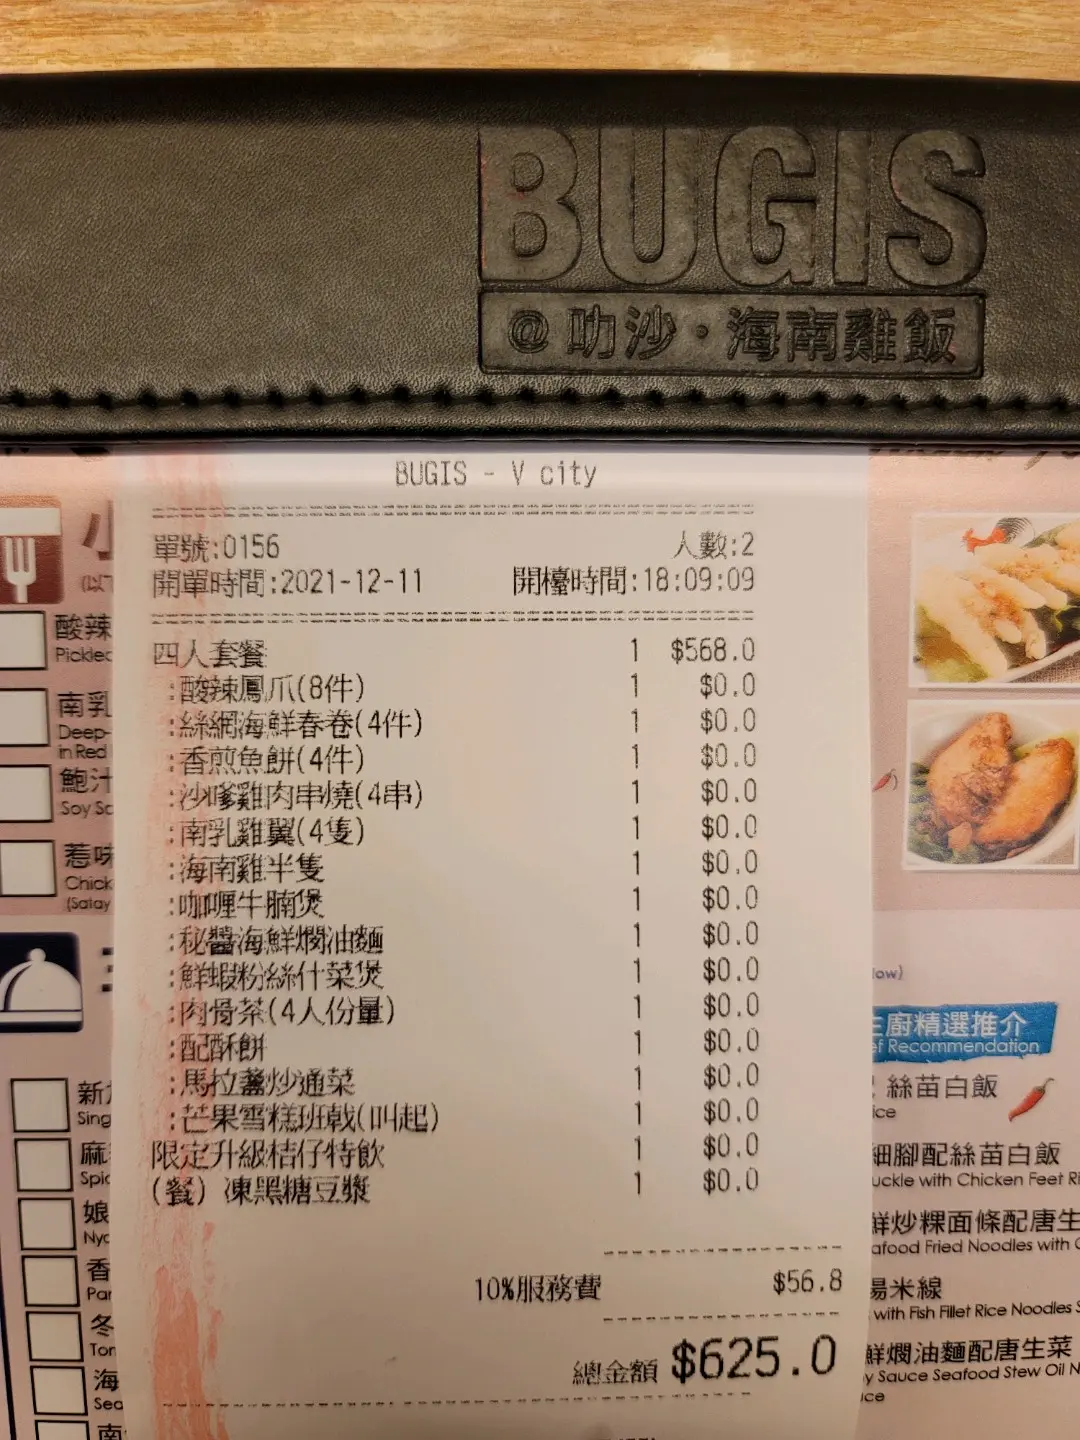 BUGIS
@叻沙·海南雞飯
BUGIS - V city
單號:0156 人數:2
開單時間:2021-12-11 開檯時間:18:09:09
四人套餐 1 $568.0
:酸辣鳳爪(8件) 1 $0.0
:絲網海鮮春卷(4件) 1 $0.0
:香煎魚餅(4件) 1 $0.0
:沙嗲雞肉串燒(4串) 1 $0.0
:南乳雞翼(4隻) 1 $0.0
:海南雞半隻 1 $0.0
:咖喱牛腩煲 1 $0.0
:秘醬海鮮燜油麵 1 $0.0
:鮮蝦粉絲什菜煲 1 $0.0
:肉骨茶(4人份量) 1 $0.0
:配酥餅 1 $0.0
:馬拉盞炒通菜 1 $0.0
:芒果雪糕班戟(叫起) 1 $0.0
限定升級桔仔特飲 1 $0.0
(餐) 凍黑糖豆漿 1 $0.0
10%服務費 $56.8
總金額 $625.0
酸辣
Pickled
南乳
Deep-
in Red
鮑汁
Soy Sa
惹味
Chick
(Satay
新
Sing
麻
Spic
娘
Nyo
香
Par
冬
Tom
海
Sea
南
low)
主廚精選推介
ef Recommendation
絲苗白飯
ice
細腳配絲苗白飯
uckle with Chicken Feet Ri
鮮炒粿面條配唐生
afood Fried Noodles with C
湯米線
with Fish Fillet Rice Noodles S
鮮燜油麵配唐生菜
y Sauce Seafood Stew Oil N
ice